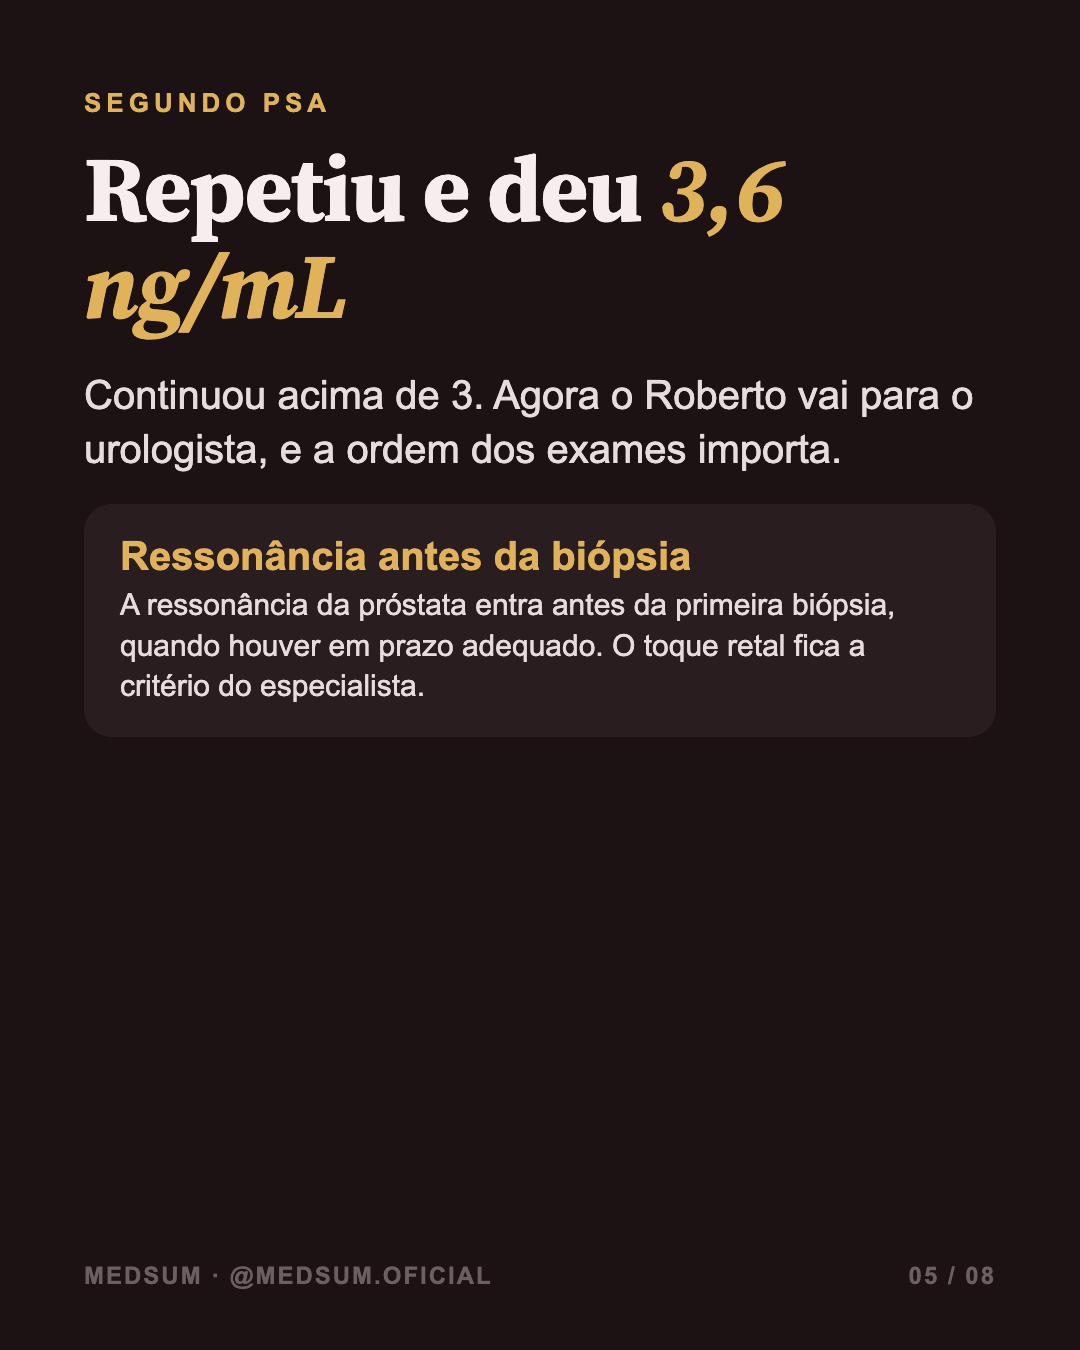 SEGUNDO PSA
Repetiu e deu 3,6
ng/mL
Continuou acima de 3. Agora o Roberto vai para o
urologista, e a ordem dos exames importa.
Ressonância antes da biópsia
A ressonância da próstata entra antes da primeira biópsia,
quando houver em prazo adequado. O toque retal fica a
critério do especialista.
MEDSUM · @MEDSUM.OFICIAL
05 / 08